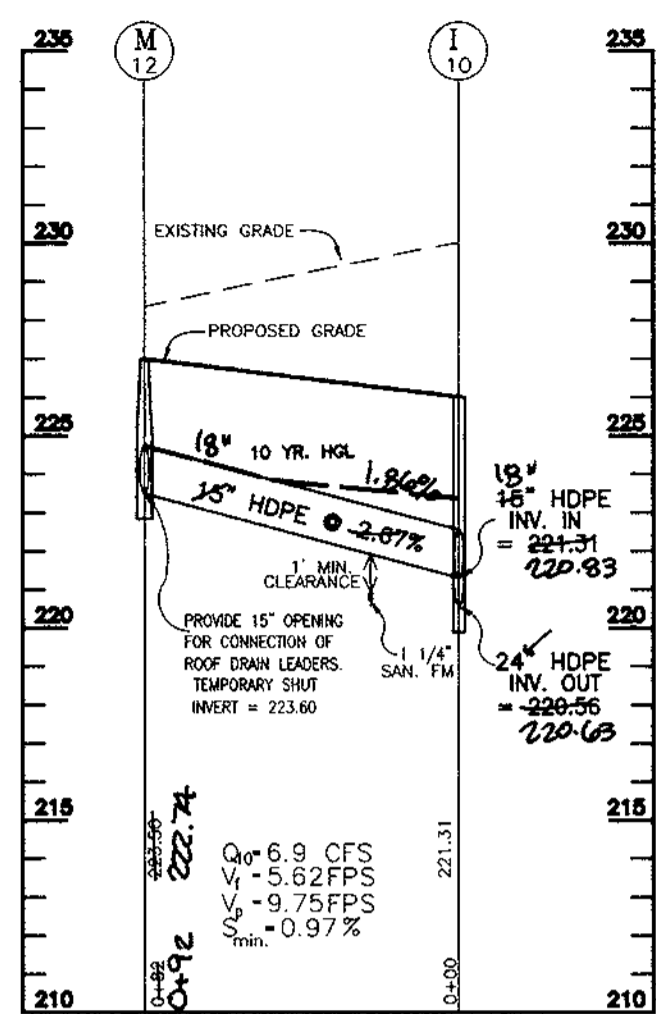 M
12
I
10
235
235
230
230
EXISTING GRADE
PROPOSED GRADE
225
225
18" 10 YR. HGL
1.86%
15" HDPE @ 2.87%
18"
15" HDPE
INV. IN
= 221.31
220.83
1' MIN.
CLEARANCE
220
220
PROVIDE 15" OPENING
FOR CONNECTION OF
ROOF DRAIN LEADERS.
TEMPORARY SHUT
INVERT = 223.60
1 1/4"
SAN. FM
24" HDPE
INV. OUT
= 220.56
220.63
215
215
222.74
221.31
Q10=6.9 CFS
Vf -5.62FPS
Vp -9.75FPS
Smin.-0.97%
0+82
0+92
0+00
210
210